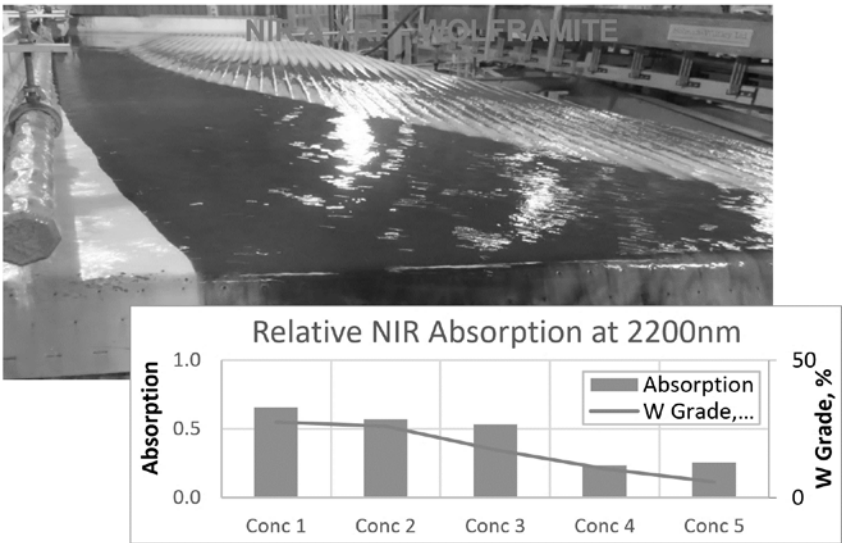 WOLFRAMITE
Relative NIR Absorption at 2200nm
1.0
0.5
0.0
Absorption
Absorption
W Grade,...
50
0
W Grade, %
Conc 1
Conc 2
Conc 3
Conc 4
Conc 5